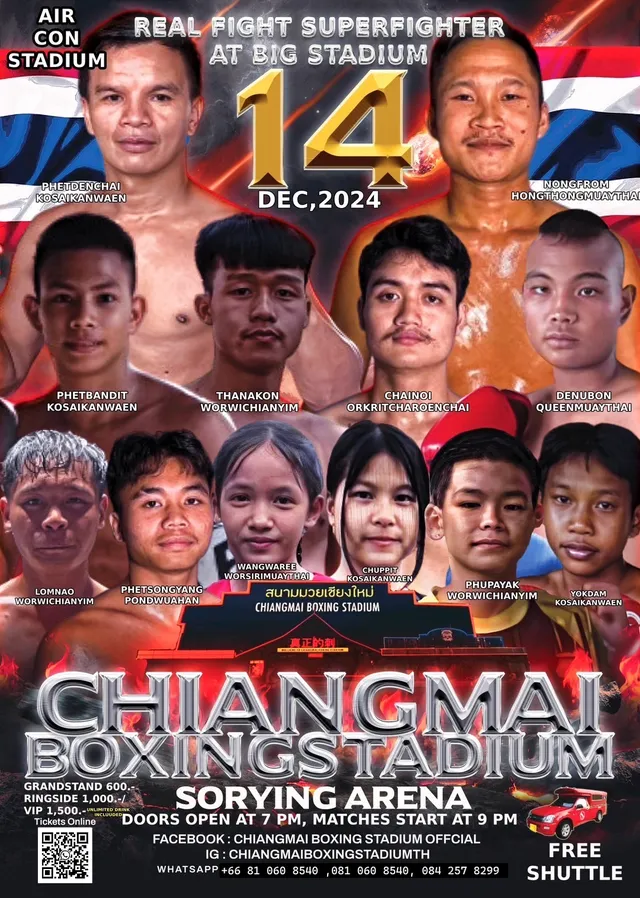 AIR
CON
STADIUM
REAL FIGHT SUPERFIGHTER
AT BIG STADIUM
14
DEC,2024
PHETDENCHAI
KOSAIKANWAEN
NONGFROM
HONGTHONGMUAYTHAI
PHETBANDIT
KOSAIKANWAEN
THANAKON
WORWICHIANYIM
CHAINOI
ORKRITCHAROENCHAI
DENUBON
QUEENMUAYTHAI
LOMNAO
WORWICHIANYIM
PHETSONGYANG
PONDWUAHAN
WANGWAREE
WORSIRIMUAYTHAI
CHUPPIT
KOSAIKANWAEN
PHUPAYAK
WORWICHIANYIM
YOKDAM
KOSAIKANWAEN
สนามมวยเชียงใหม่
CHIANGMAI BOXING STADIUM
CHIANGMAI
BOXINGSTADIUM
GRANDSTAND 600.-
RINGSIDE 1,000.-/
VIP 1,500.- UNLIMITED DRINK
INCLUUDED
Tickets Online
SORYING ARENA
DOORS OPEN AT 7 PM, MATCHES START AT 9 PM
FACEBOOK : CHIANGMAI BOXING STADIUM OFFCIAL
IG : CHIANGMAIBOXINGSTADIUMTH
WHATSAPP +66 81 060 8540 ,081 060 8540, 084 257 8299
FREE
SHUTTLE